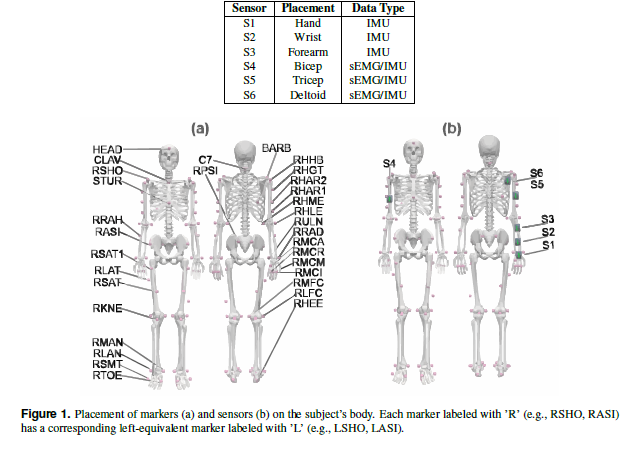 Sensor Placement Data Type
S1 Hand IMU
S2 Wrist IMU
S3 Forearm IMU
S4 Bicep sEMG/IMU
S5 Tricep sEMG/IMU
S6 Deltoid sEMG/IMU
(a)
HEAD
CLAV
RSHO
STUR
RRAH
RASI
RSAT1
RLAT
RSAT
RKNE
RMAN
RLAN
RSMT
RTOE
C7
RPSI
BARB
RHHB
RHGT
RHAR2
RHAR1
RHME
RHLE
RULN
RRAD
RMCA
RMCR
RMCM
RMCI
RMFC
RLFC
RHEE
(b)
S4
S6
S5
S3
S2
S1
Figure 1. Placement of markers (a) and sensors (b) on the subject's body. Each marker labeled with 'R' (e.g., RSHO, RASI)
has a corresponding left-equivalent marker labeled with 'L' (e.g., LSHO, LASI).